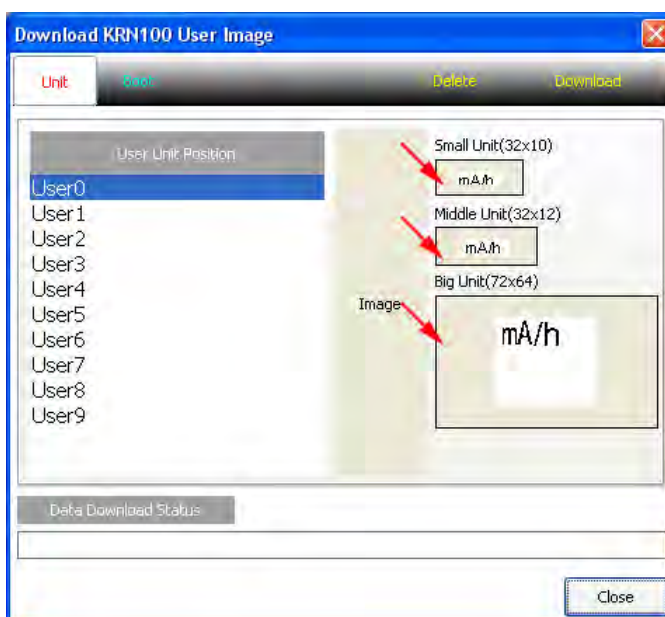 Download KRN100 User Image
Unit Boot Delete Download
User Unit Position
User0
User1
User2
User3
User4
User5
User6
User7
User8
User9
Image
Small Unit(32x10)
mA/h
Middle Unit(32x12)
mA/h
Big Unit(72x64)
mA/h
Data Download Status
Close